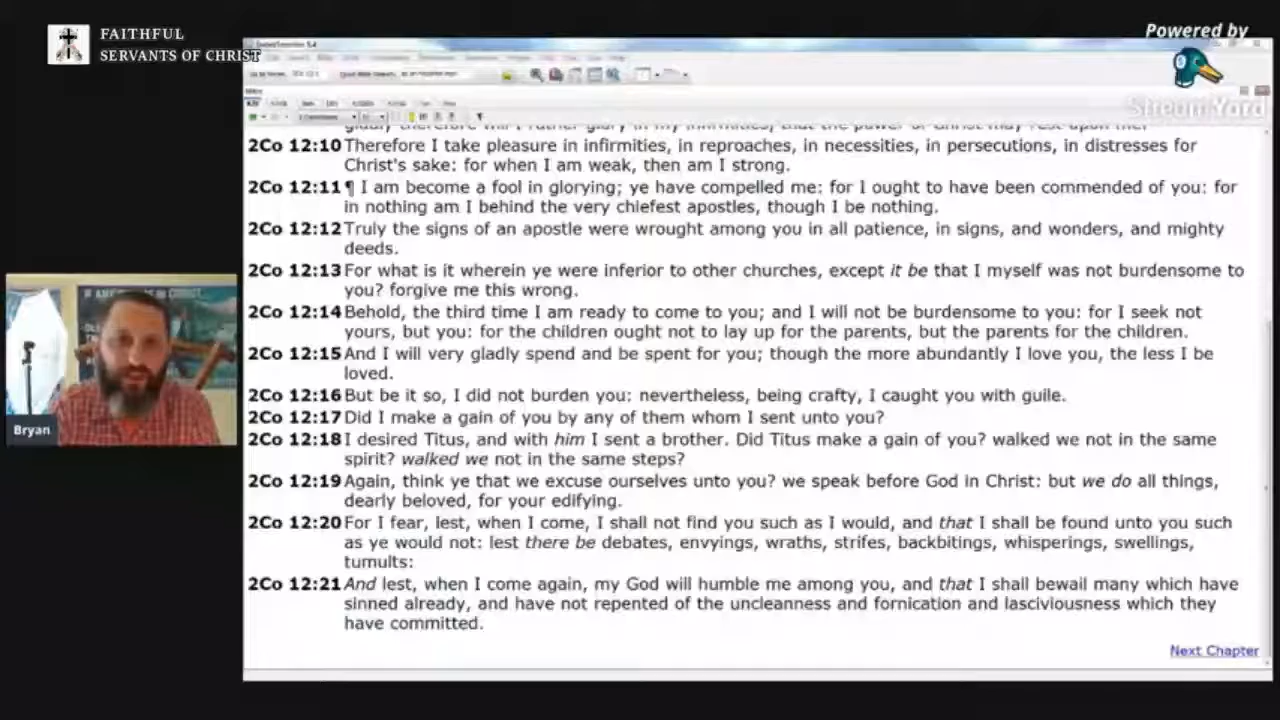 FAITHFUL
SERVANTS OF CHRIST
Powered by
StreamYard
gladly therefore will I rather glory in my infirmities, that the power of Christ may rest upon me.
2Co 12:10 Therefore I take pleasure in infirmities, in reproaches, in necessities, in persecutions, in distresses for
Christ's sake: for when I am weak, then am I strong.
2Co 12:11 ¶ I am become a fool in glorying; ye have compelled me: for I ought to have been commended of you: for
in nothing am I behind the very chiefest apostles, though I be nothing.
2Co 12:12 Truly the signs of an apostle were wrought among you in all patience, in signs, and wonders, and mighty
deeds.
2Co 12:13 For what is it wherein ye were inferior to other churches, except it be that I myself was not burdensome to
you? forgive me this wrong.
2Co 12:14 Behold, the third time I am ready to come to you; and I will not be burdensome to you: for I seek not
yours, but you: for the children ought not to lay up for the parents, but the parents for the children.
2Co 12:15 And I will very gladly spend and be spent for you; though the more abundantly I love you, the less I be
loved.
2Co 12:16 But be it so, I did not burden you: nevertheless, being crafty, I caught you with guile.
2Co 12:17 Did I make a gain of you by any of them whom I sent unto you?
2Co 12:18 I desired Titus, and with him I sent a brother. Did Titus make a gain of you? walked we not in the same
spirit? walked we not in the same steps?
2Co 12:19 Again, think ye that we excuse ourselves unto you? we speak before God in Christ: but we do all things,
dearly beloved, for your edifying.
2Co 12:20 For I fear, lest, when I come, I shall not find you such as I would, and that I shall be found unto you such
as ye would not: lest there be debates, envyings, wraths, strifes, backbitings, whisperings, swellings,
tumults:
2Co 12:21 And lest, when I come again, my God will humble me among you, and that I shall bewail many which have
sinned already, and have not repented of the uncleanness and fornication and lasciviousness which they
have committed.
Next Chapter
Bryan